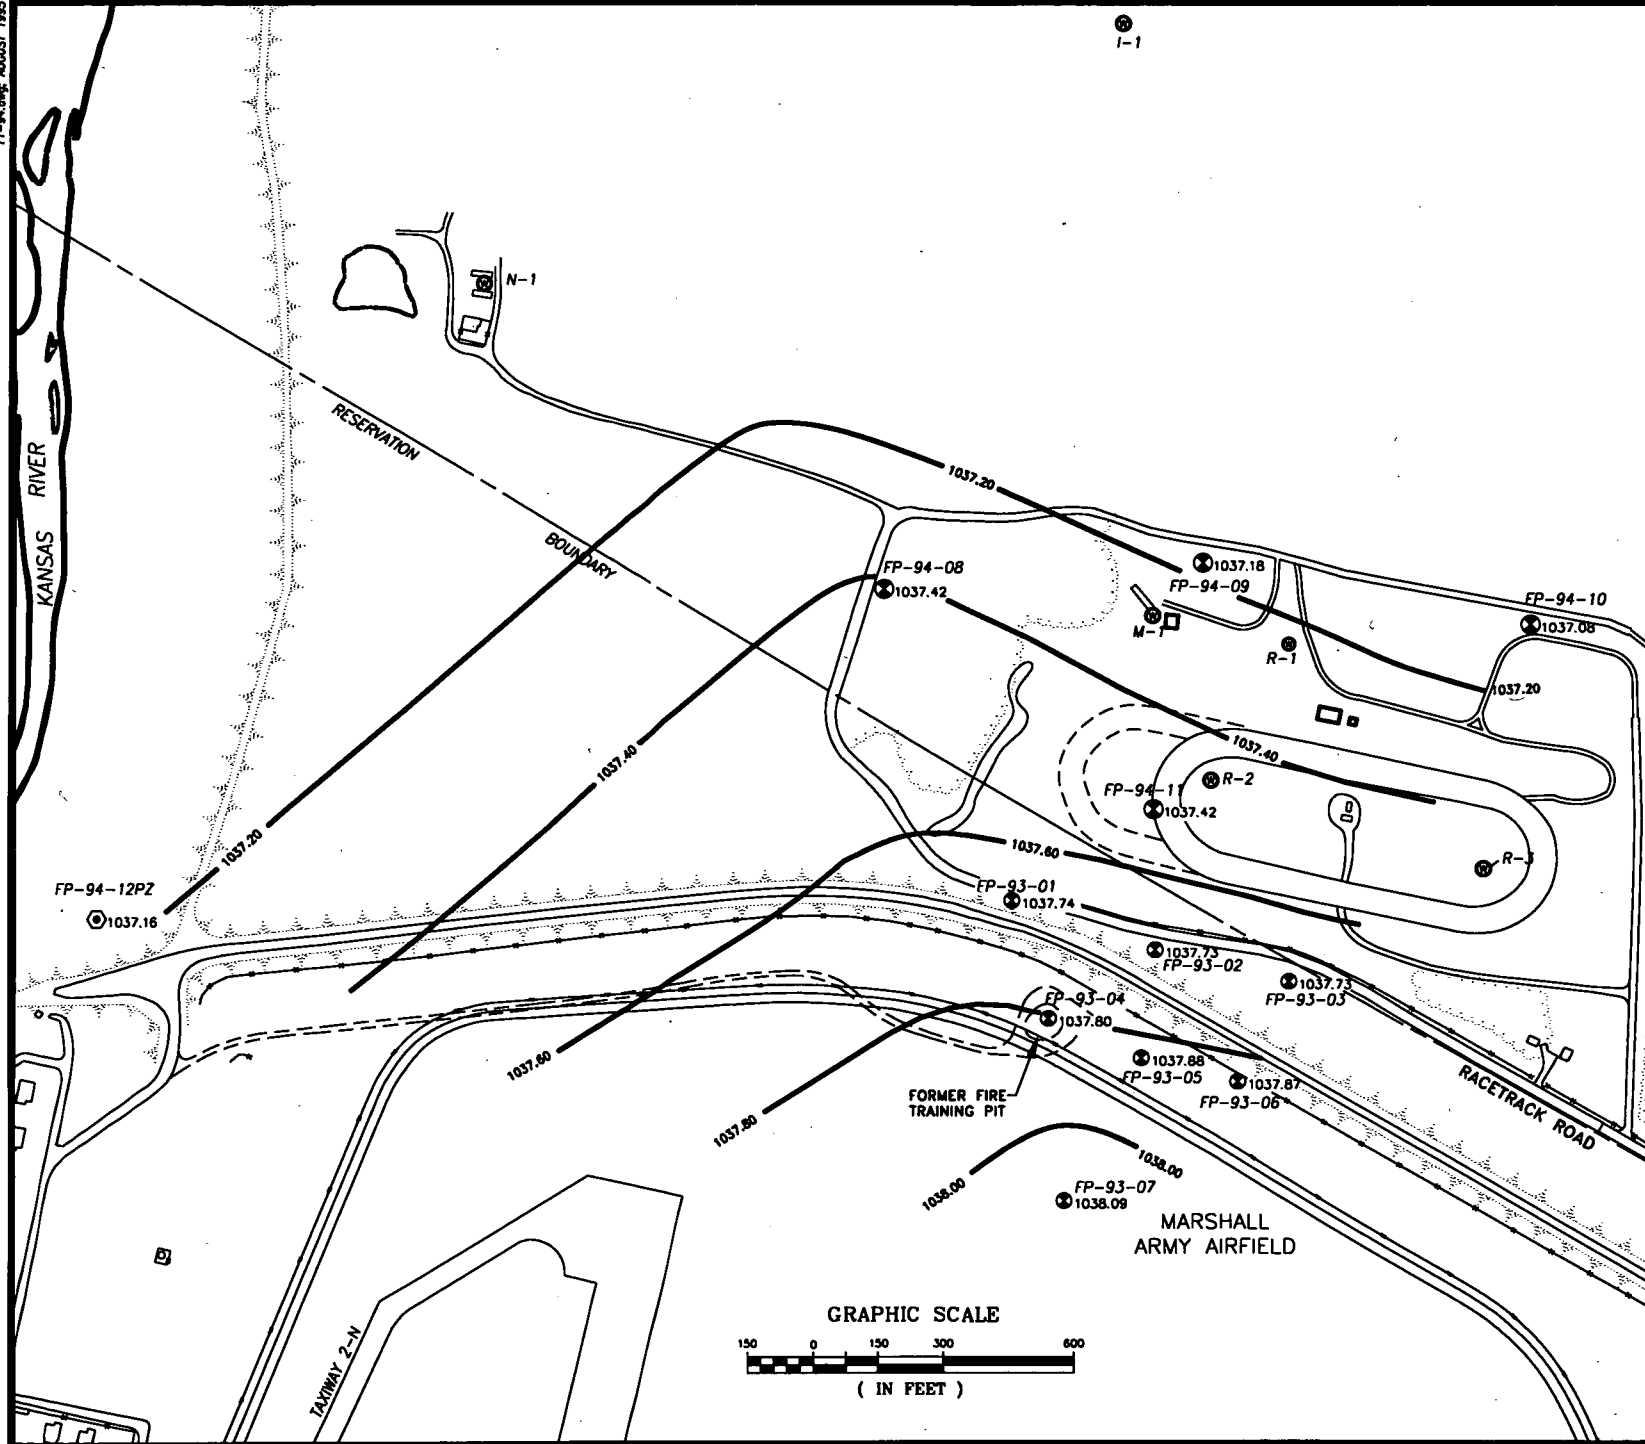 FT-94.dwg; AUGUST 1995
I-1
N-1
RESERVATION
BOUNDARY
KANSAS RIVER
1037.20
FP-94-08
1037.42
1037.18
FP-94-09
FP-94-10
1037.08
M-1
R-1
1037.20
1037.40
1037.40
R-2
FP-94-11
1037.42
1037.20
1037.60
R-3
FP-94-12PZ
1037.16
FP-93-01
1037.74
1037.73
FP-93-02
1037.73
FP-93-03
FP-93-04
1037.80
1037.60
1037.88
FP-93-05
1037.87
FP-93-06
FORMER FIRE
TRAINING PIT
RACETRACK ROAD
1037.80
1038.00
1038.00
FP-93-07
1038.09
MARSHALL
ARMY AIRFIELD
TAXIWAY 2-N
GRAPHIC SCALE
150 0 150 300 600
( IN FEET )